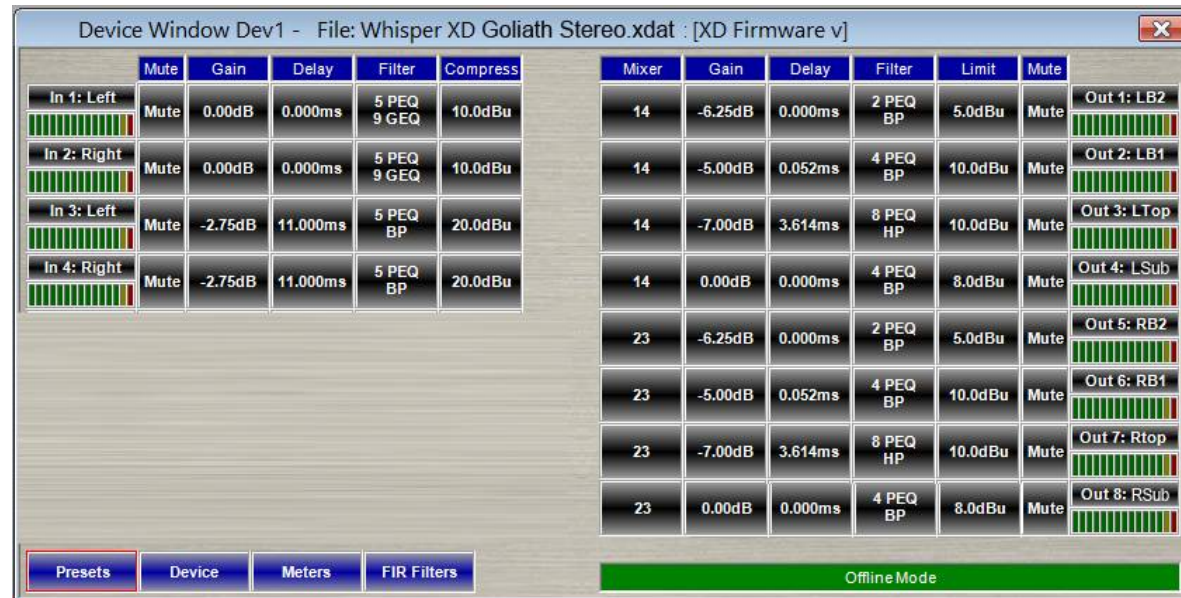 Device Window Dev1 - File: Whisper XD Goliath Stereo.xdat : [XD Firmware v]
Mute Gain Delay Filter Compress
In 1: Left
Mute 0.00dB 0.000ms 5 PEQ 10.0dBu
9 GEQ
In 2: Right
Mute 0.00dB 0.000ms 5 PEQ 10.0dBu
9 GEQ
In 3: Left
Mute -2.75dB 11.000ms 5 PEQ 20.0dBu
BP
In 4: Right
Mute -2.75dB 11.000ms 5 PEQ 20.0dBu
BP
Mixer Gain Delay Filter Limit Mute
14 -6.25dB 0.000ms 2 PEQ 5.0dBu Mute Out 1: LB2
BP
14 -5.00dB 0.052ms 4 PEQ 10.0dBu Mute Out 2: LB1
BP
14 -7.00dB 3.614ms 8 PEQ 10.0dBu Mute Out 3: LTop
HP
14 0.00dB 0.000ms 4 PEQ 8.0dBu Mute Out 4: LSub
BP
23 -6.25dB 0.000ms 2 PEQ 5.0dBu Mute Out 5: RB2
BP
23 -5.00dB 0.052ms 4 PEQ 10.0dBu Mute Out 6: RB1
BP
23 -7.00dB 3.614ms 8 PEQ 10.0dBu Mute Out 7: Rtop
HP
23 0.00dB 0.000ms 4 PEQ 8.0dBu Mute Out 8: RSub
BP
Presets Device Meters FIR Filters
Offline Mode